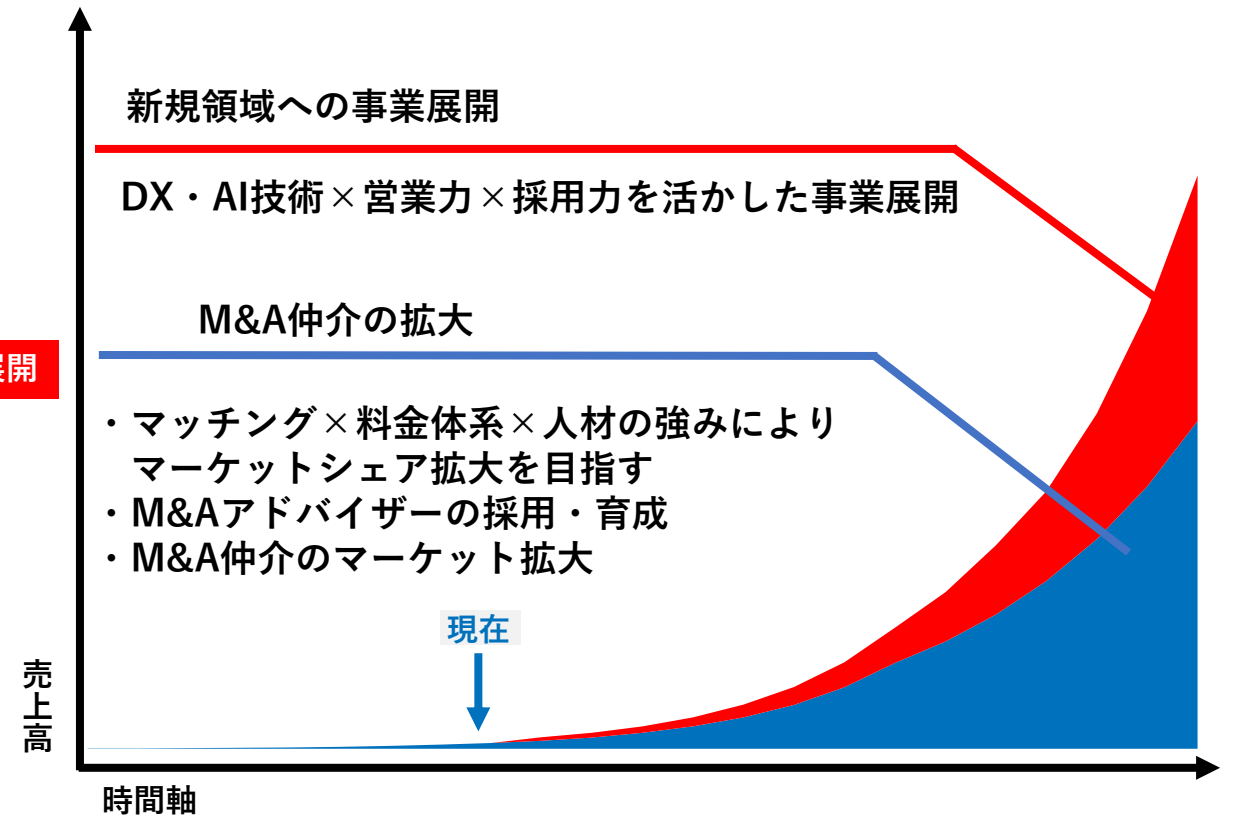 新規領域への事業展開
DX・AI技術×営業力×採用力を活かした事業展開
M&A仲介の拡大
展開
・マッチング×料金体系×人材の強みにより
マーケットシェア拡大を目指す
・M&Aアドバイザーの採用・育成
・M&A仲介のマーケット拡大
現在
売上高
時間軸